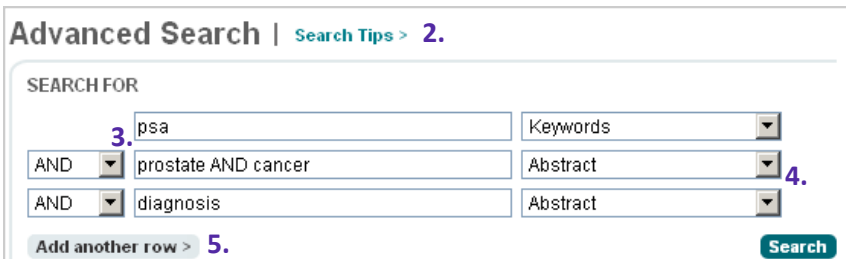 Advanced Search | Search Tips > 2.
SEARCH FOR
3. psa Keywords
AND prostate AND cancer Abstract 4.
AND diagnosis Abstract
Add another row > 5. Search